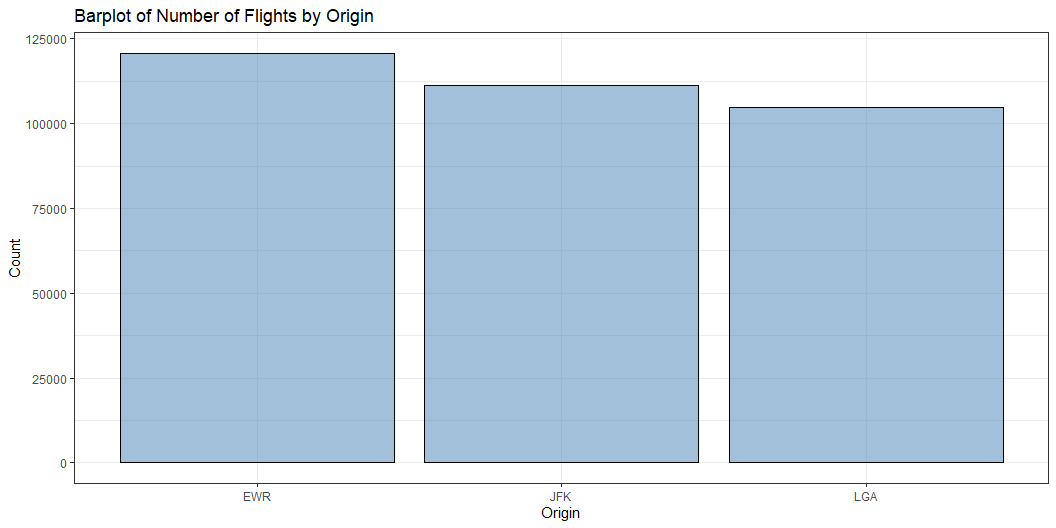 Barplot of Number of Flights by Origin
125000
100000
75000
50000
25000
0
Count
EWR JFK LGA
Origin